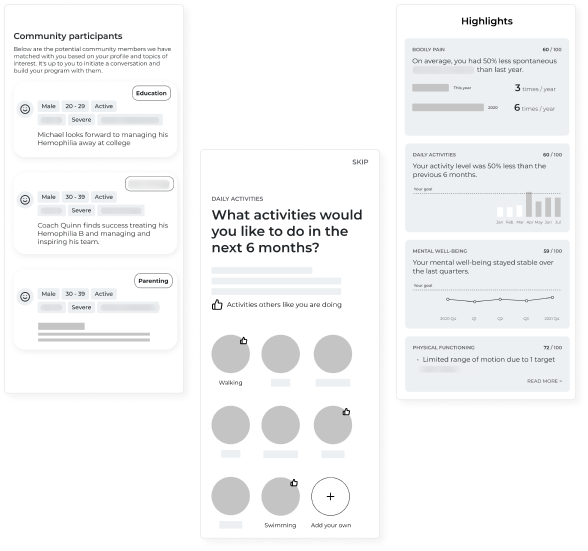 Community participants
Below are the potential community members we have
matched with you based on your profile and topics of
interest. It's up to you to initiate a conversation and
build your program with them.
Education
Male 20 - 29 Active
Severe
Michael looks forward to managing his
Hemophilia away at college
Male 30 - 39 Active
Severe
Coach Quinn finds success treating his
Hemophilia B and managing and
inspiring his team.
Parenting
Male 30 - 39 Active
Severe
SKIP
DAILY ACTIVITIES
What activities would
you like to do in the
next 6 months?
Activities others like you are doing
Walking
Swimming
Add your own
Highlights
BODILY PAIN 60 / 100
On average, you had 50% less spontaneous
than last year.
This year 3 times / year
2020 6 times / year
DAILY ACTIVITIES 60 / 100
Your activity level was 50% less than the
previous 6 months.
Your goal
Jan Feb Mar Apr May Jun Jul
MENTAL WELL-BEING 59 / 100
Your mental well-being stayed stable over
the last quarters.
Your goal
2020 Q4 Q1 Q2 Q3 2021 Q4
PHYSICAL FUNCTIONING 72 / 100
• Limited range of motion due to 1 target
READ MORE >